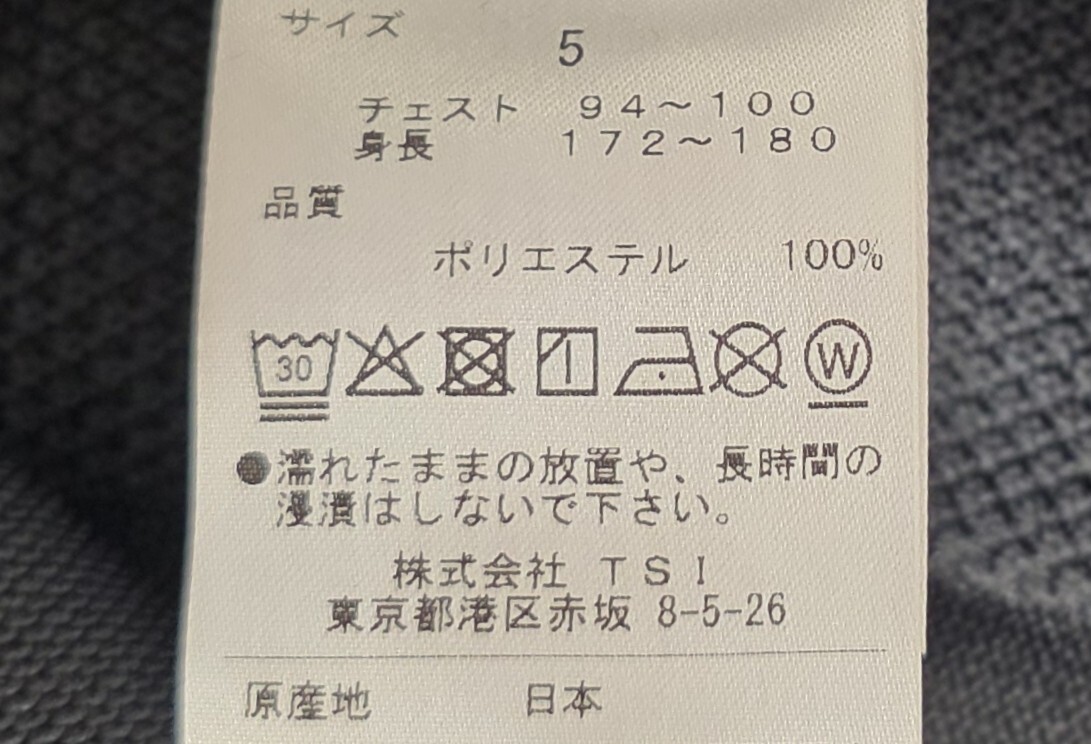 サイズ
5
チェスト 94～100
身長 172～180
品質
ポリエステル 100%
30 W
●濡れたままの放置や、長時間の
浸漬はしないで下さい。
株式会社 TSI
東京都港区赤坂 8-5-26
原産地 日本